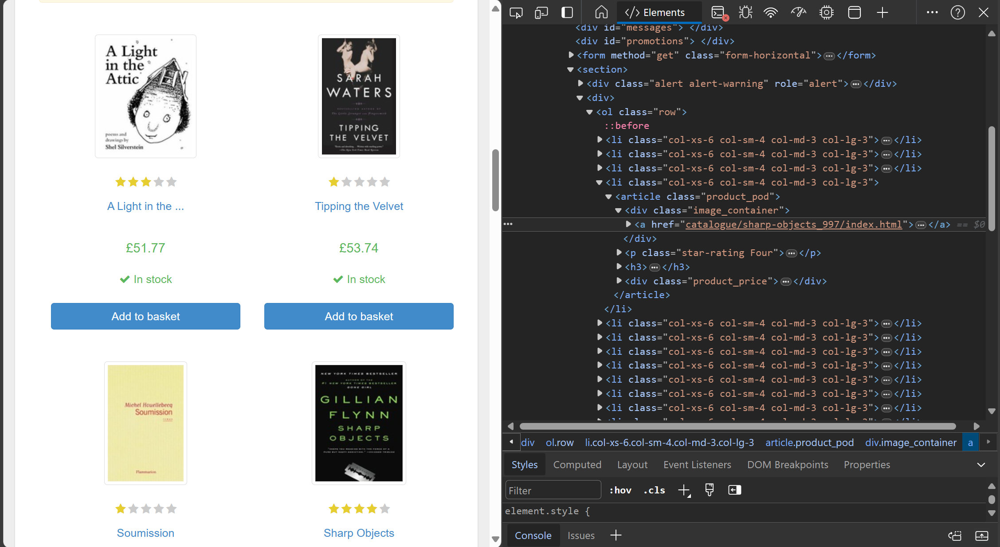 A Light
in the
Attic
poems and
drawings by
Shel Silverstein
A Light in the ...
£51.77
In stock
Add to basket
SARAH
WATERS
TIPPING
THE VELVET
Tipping the Velvet
£53.74
In stock
Add to basket
Michel Houellebecq
Soumission
Flammarion
Soumission
NEW YORK TIMES BESTSELLER
AUTHOR OF THE
#1 NEW YORK TIMES BESTSELLER
GONE GIRL
GILLIAN
FLYNN
SHARP
OBJECTS
Sharp Objects
Elements
<div id="messages"> </div>
<div id="promotions"> </div>
<form method="get" class="form-horizontal">…</form>
<section>
<div class="alert alert-warning" role="alert">…</div>
<div>
<ol class="row">
::before
<li class="col-xs-6 col-sm-4 col-md-3 col-lg-3">…</li>
<li class="col-xs-6 col-sm-4 col-md-3 col-lg-3">…</li>
<li class="col-xs-6 col-sm-4 col-md-3 col-lg-3">…</li>
<li class="col-xs-6 col-sm-4 col-md-3 col-lg-3">
<article class="product_pod">
<div class="image_container">
<a href="catalogue/sharp-objects_997/index.html">…</a> == $0
</div>
<p class="star-rating Four">…</p>
<h3>…</h3>
<div class="product_price">…</div>
</article>
</li>
<li class="col-xs-6 col-sm-4 col-md-3 col-lg-3">…</li>
<li class="col-xs-6 col-sm-4 col-md-3 col-lg-3">…</li>
<li class="col-xs-6 col-sm-4 col-md-3 col-lg-3">…</li>
<li class="col-xs-6 col-sm-4 col-md-3 col-lg-3">…</li>
<li class="col-xs-6 col-sm-4 col-md-3 col-lg-3">…</li>
<li class="col-xs-6 col-sm-4 col-md-3 col-lg-3">…</li>
<li class="col-xs-6 col-sm-4 col-md-3 col-lg-3">…</li>
div ol.row li.col-xs-6.col-sm-4.col-md-3.col-lg-3 article.product_pod div.image_container a
Styles Computed Layout Event Listeners DOM Breakpoints Properties
Filter :hov .cls
element.style {
Console Issues